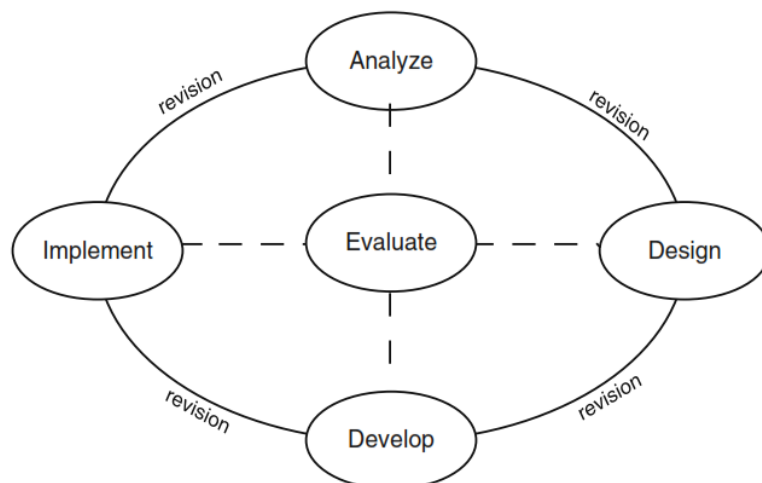 Analyze
revision
revision
Implement
Evaluate
Design
revision
revision
Develop